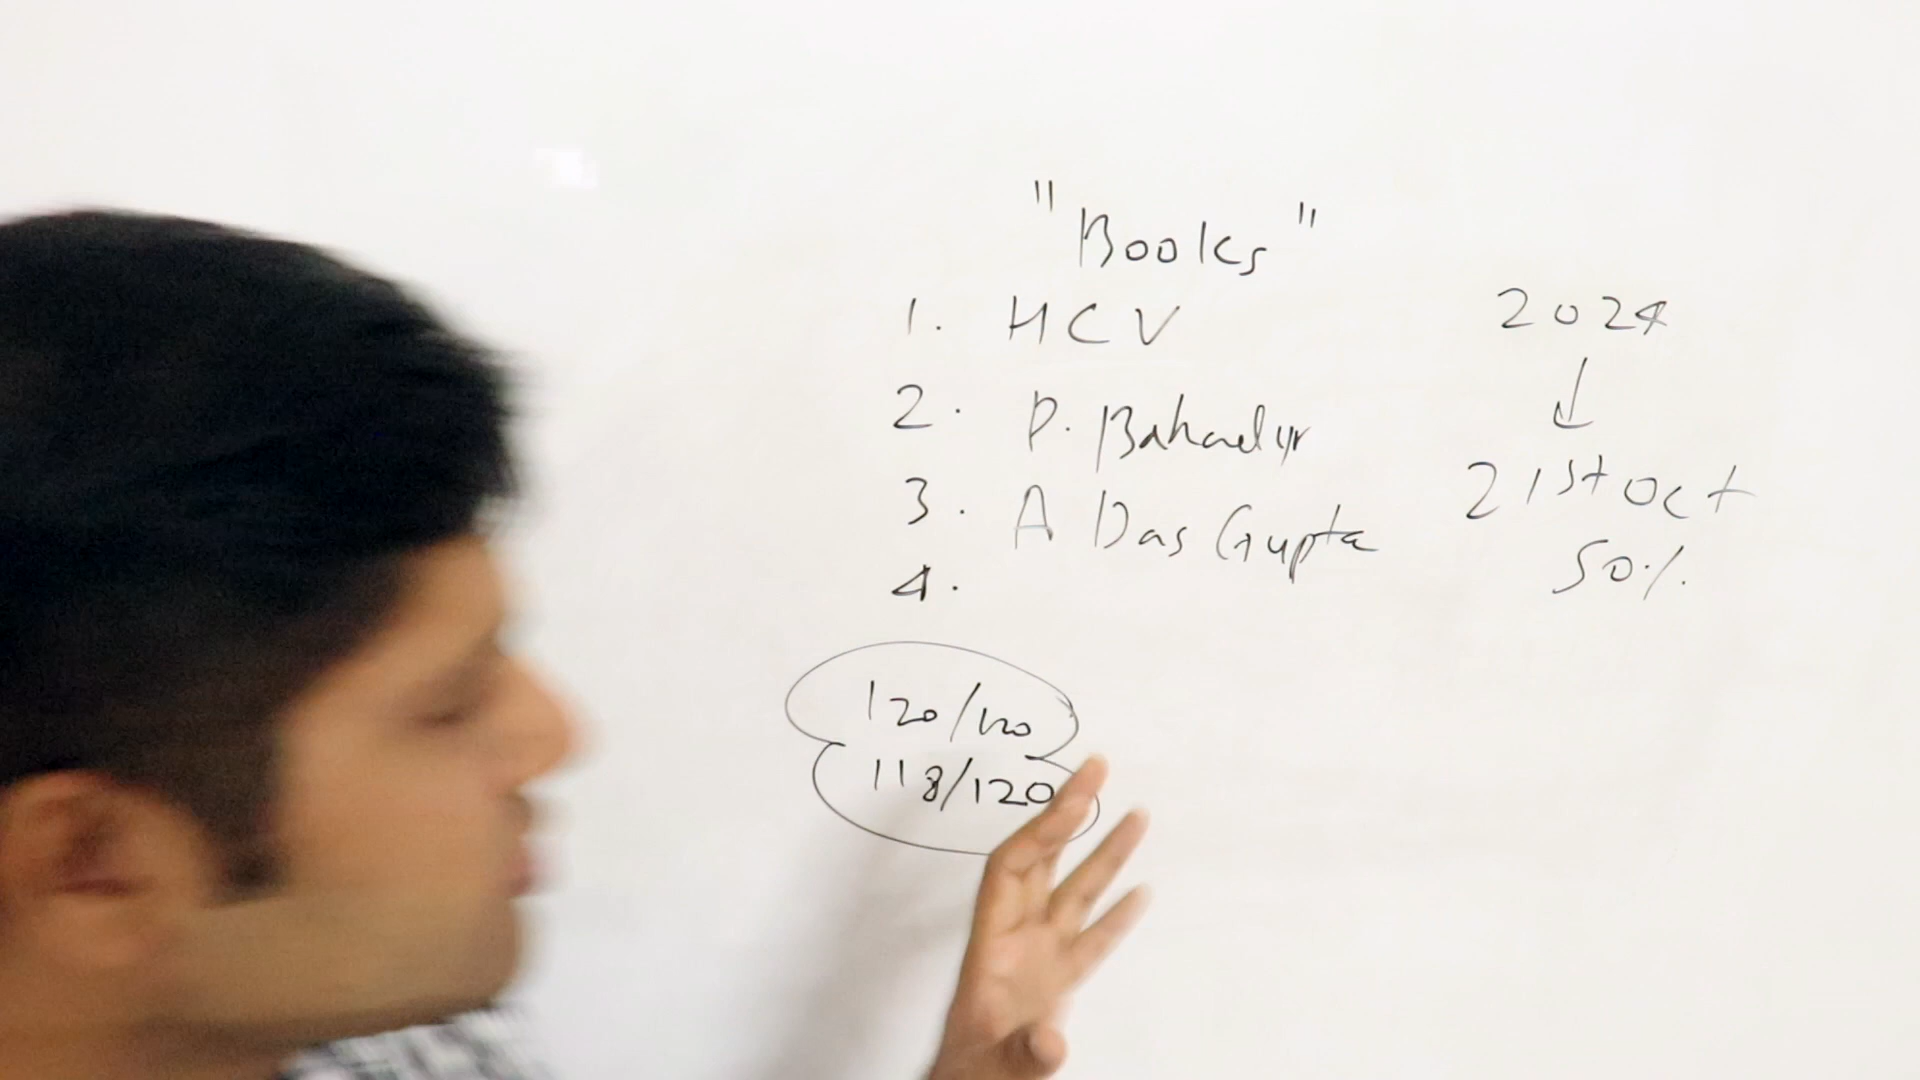 "Books"
1. HCV
2. P. Bahadur
3. A Das Gupta
4.
120/120
118/120
2024
↓
21st Oct
50%